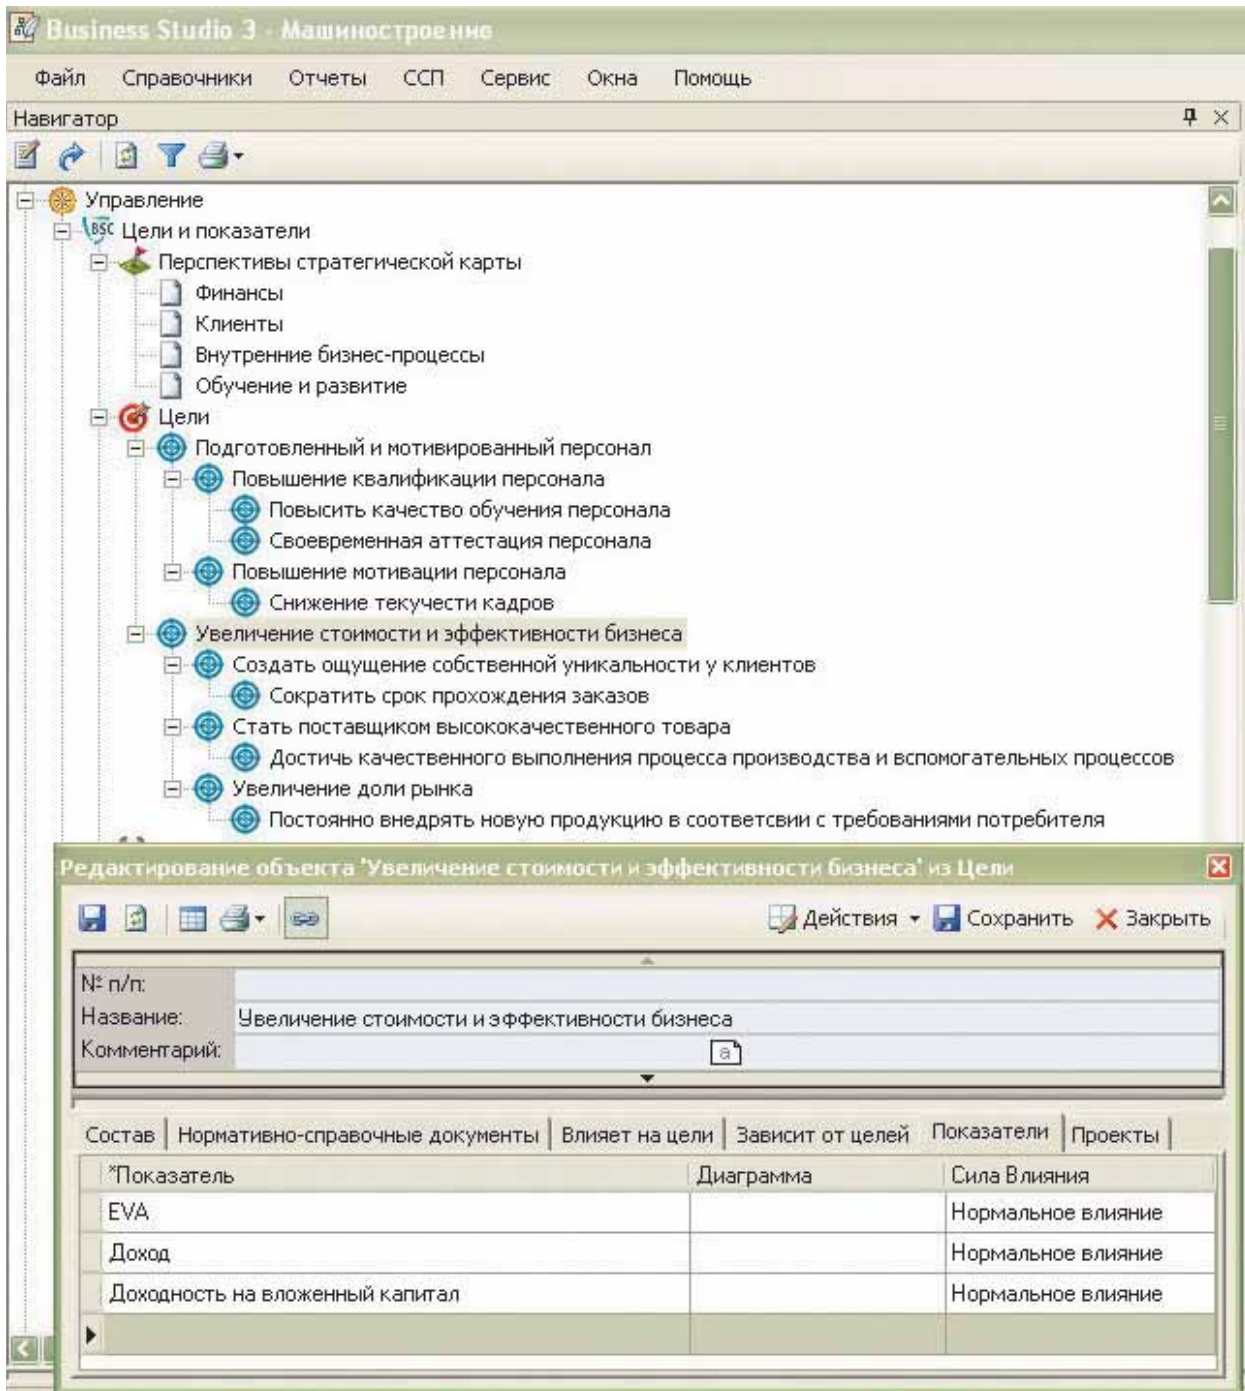 Business Studio 3 - Машиностроение
Файл Справочники Отчеты ССП Сервис Окна Помощь
Навигатор
Управление
BSC Цели и показатели
Перспективы стратегической карты
Финансы
Клиенты
Внутренние бизнес-процессы
Обучение и развитие
Цели
Подготовленный и мотивированный персонал
Повышение квалификации персонала
Повысить качество обучения персонала
Своевременная аттестация персонала
Повышение мотивации персонала
Снижение текучести кадров
Увеличение стоимости и эффективности бизнеса
Создать ощущение собственной уникальности у клиентов
Сократить срок прохождения заказов
Стать поставщиком высококачественного товара
Достичь качественного выполнения процесса производства и вспомогательных процессов
Увеличение доли рынка
Постоянно внедрять новую продукцию в соответсвии с требованиями потребителя
Редактирование объекта 'Увеличение стоимости и эффективности бизнеса' из Цели
Действия Сохранить Закрыть
№ п/п:
Название: Увеличение стоимости и эффективности бизнеса
Комментарий: a
Состав Нормативно-справочные документы Влияет на цели Зависит от целей Показатели Проекты
*Показатель Диаграмма Сила Влияния
EVA Нормальное влияние
Доход Нормальное влияние
Доходность на вложенный капитал Нормальное влияние